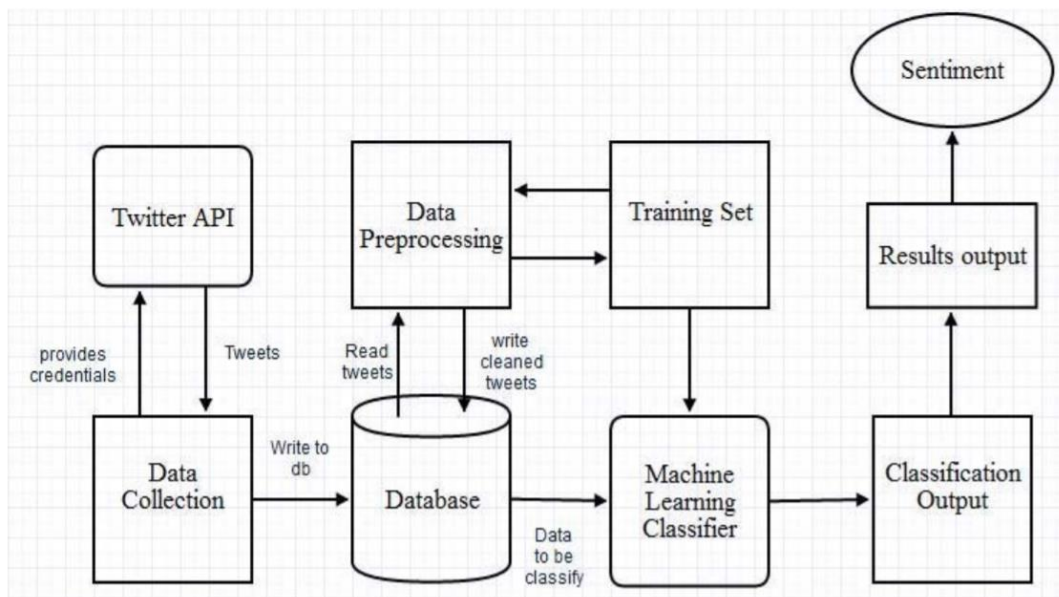 Sentiment
Twitter API
Data
Preprocessing
Training Set
Results output
provides
credentials
Tweets
Read
tweets
write
cleaned
tweets
Data
Collection
Write to
db
Database
Data
to be
classify
Machine
Learning
Classifier
Classification
Output